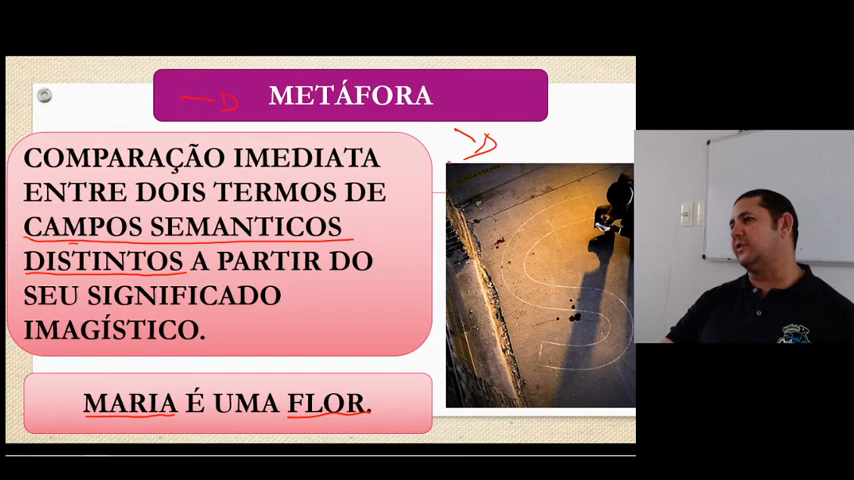 METÁFORA
COMPARAÇÃO IMEDIATA
ENTRE DOIS TERMOS DE
CAMPOS SEMANTICOS
DISTINTOS A PARTIR DO
SEU SIGNIFICADO
IMAGÍSTICO.
MARIA É UMA FLOR.